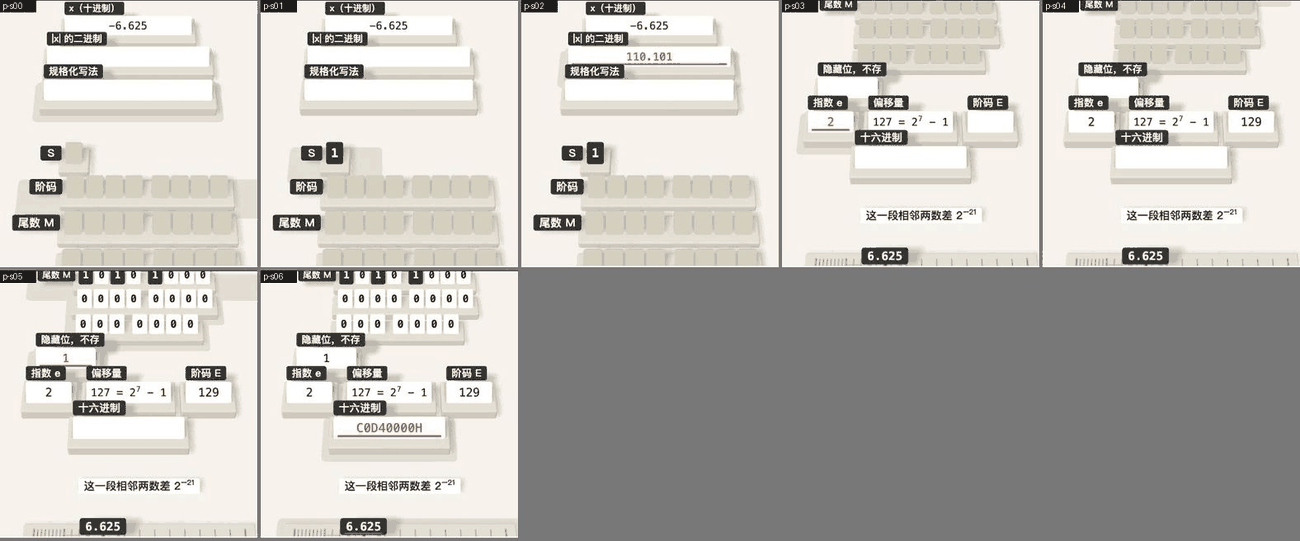 p-s00
x（十进制）
-6.625
|x| 的二进制
规格化写法
S
阶码
尾数 M
p-s01
x（十进制）
-6.625
|x| 的二进制
规格化写法
S 1
阶码
尾数 M
p-s02
x（十进制）
-6.625
|x| 的二进制
110.101
规格化写法
S 1
阶码
尾数 M
p-s03
尾数 M
隐藏位，不存
指数 e 偏移量 阶码 E
2 127 = 2⁷ − 1
十六进制
这一段相邻两数差 2⁻²¹
6.625
p-s04
尾数 M
隐藏位，不存
指数 e 偏移量 阶码 E
2 127 = 2⁷ − 1 129
十六进制
这一段相邻两数差 2⁻²¹
6.625
p-s05
尾数 M 1 0 1 0 1 0 0 0
0 0 0 0 0 0 0 0
0 0 0 0 0 0 0 0
隐藏位，不存
1
指数 e 偏移量 阶码 E
2 127 = 2⁷ − 1 129
十六进制
这一段相邻两数差 2⁻²¹
6.625
p-s06
尾数 M 1 0 1 0 1 0 0 0
0 0 0 0 0 0 0 0
0 0 0 0 0 0 0 0
隐藏位，不存
1
指数 e 偏移量 阶码 E
2 127 = 2⁷ − 1 129
十六进制
C0D40000H
这一段相邻两数差 2⁻²¹
6.625